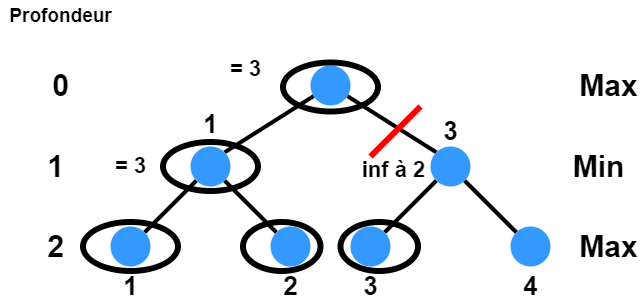 Profondeur
0
= 3
Max
1
3
1
= 3
inf à 2
Min
2
Max
1
2
3
4